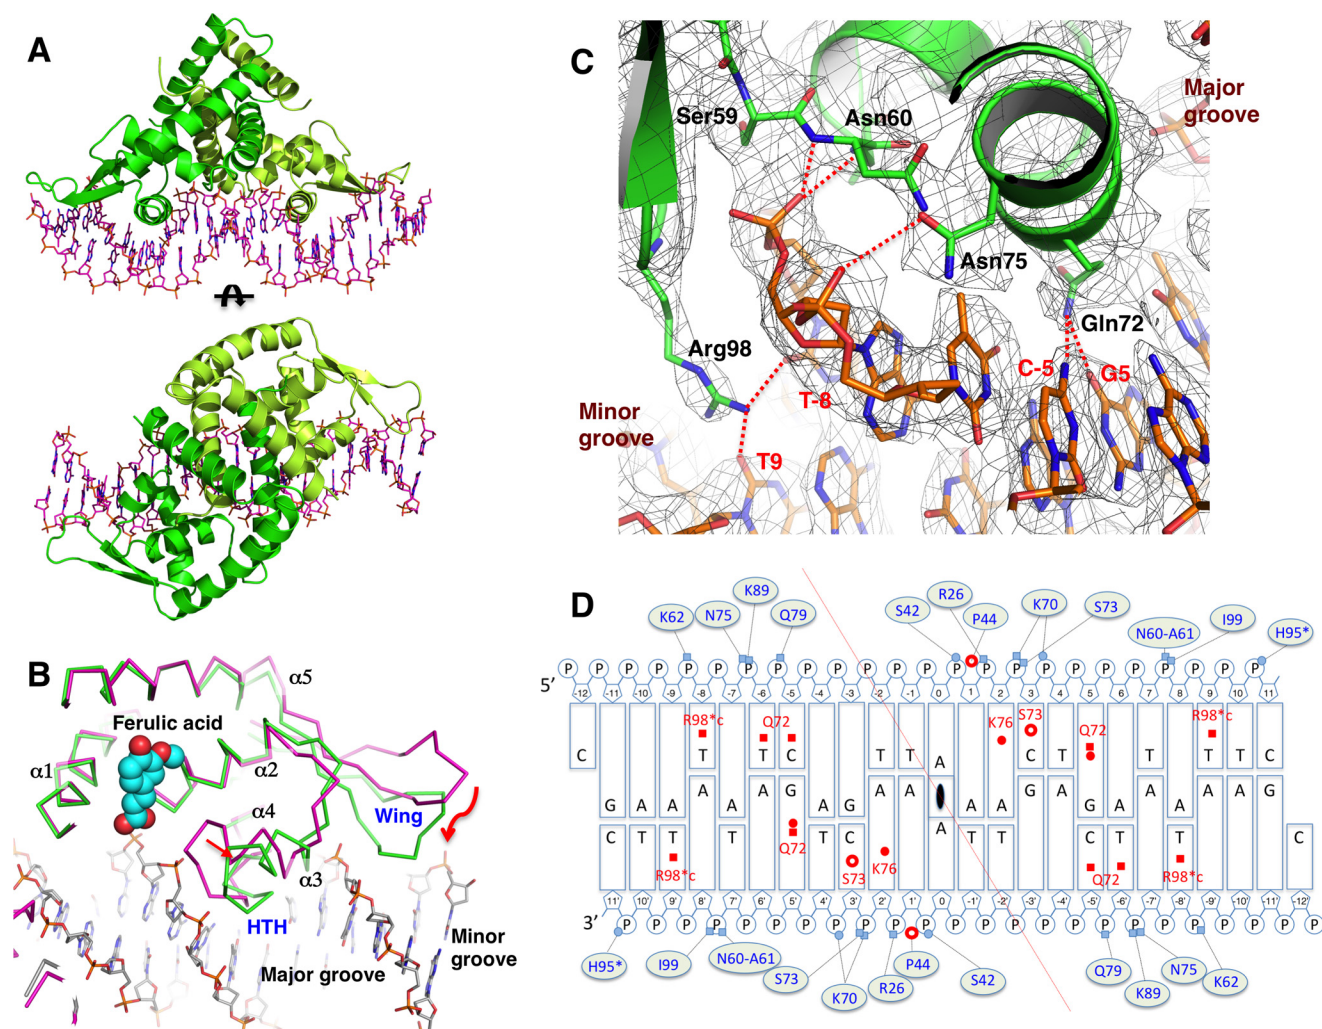 A
B
Ferulic acid
α1
α2
α3
α4
α5
Wing
HTH
Major groove
Minor
groove
C
Ser59
Asn60
Major
groove
Asn75
Gln72
Arg98
C-5
G5
T-8
T9
Minor
groove
D
K62 N75 K89 Q79 S42 R26 P44 K70 S73 N60-A61 I99 H95*
P P P P P P P P P P P P P P P P P P P P P P P P
5'
-12 -11 -10 -9 -8 -7 -6 -5 -4 -3 -2 -1 0 1 2 3 4 5 6 7 8 9 10 11
R98*c Q72 K76 S73 Q72 R98*c
C T T C T T A C T T T T C
G A A A A A G A G A A A A G A G A A A A A G
C T T T T C A T T C T T C
R98*c Q72 S73 K76 Q72 R98*c
11' 10' 9' 8' 7' 6' 5' 4' 3' 2' 1' 0 -1' -2' -3' -4' -5' -6' -7' -8' -9' -10' -11' -12'
3'
P P P P P P P P P P P P P P P P P P P P P P P P
H95* I99 N60-A61 S73 K70 R26 P44 S42 Q79 K89 N75 K62